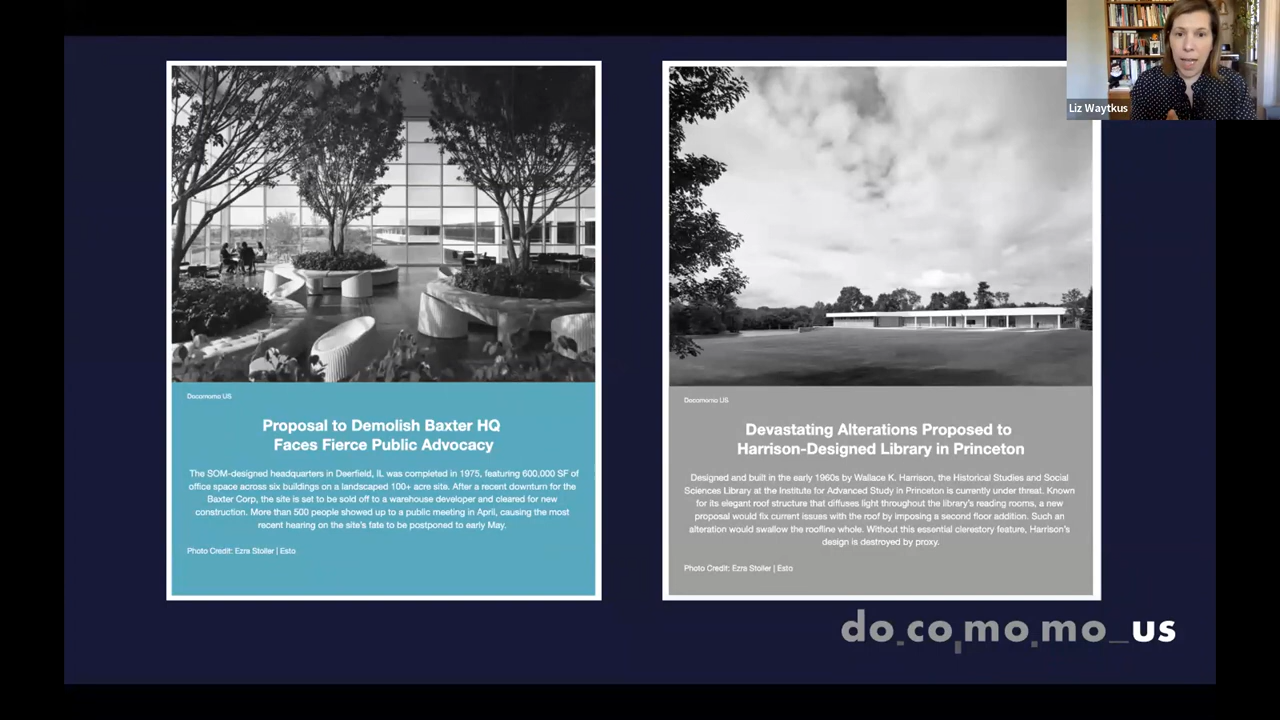 Liz Waytkus
Docomomo US
Proposal to Demolish Baxter HQ
Faces Fierce Public Advocacy
The SOM-designed headquarters in Deerfield, IL was completed in 1975, featuring 600,000 SF of
office space across six buildings on a landscaped 100+ acre site. After a recent downturn for the
Baxter Corp, the site is set to be sold off to a warehouse developer and cleared for new
construction. More than 500 people showed up to a public meeting in April, causing the most
recent hearing on the site's fate to be postponed to early May.
Photo Credit: Ezra Stoller | Esto
Docomomo US
Devastating Alterations Proposed to
Harrison-Designed Library in Princeton
Designed and built in the early 1960s by Wallace K. Harrison, the Historical Studies and Social
Sciences Library at the Institute for Advanced Study in Princeton is currently under threat. Known
for its elegant roof structure that diffuses light throughout the library's reading rooms, a new
proposal would fix current issues with the roof by imposing a second floor addition. Such an
alteration would swallow the roofline whole. Without this essential clerestory feature, Harrison's
design is destroyed by proxy.
Photo Credit: Ezra Stoller | Esto
do_co,mo.mo_us